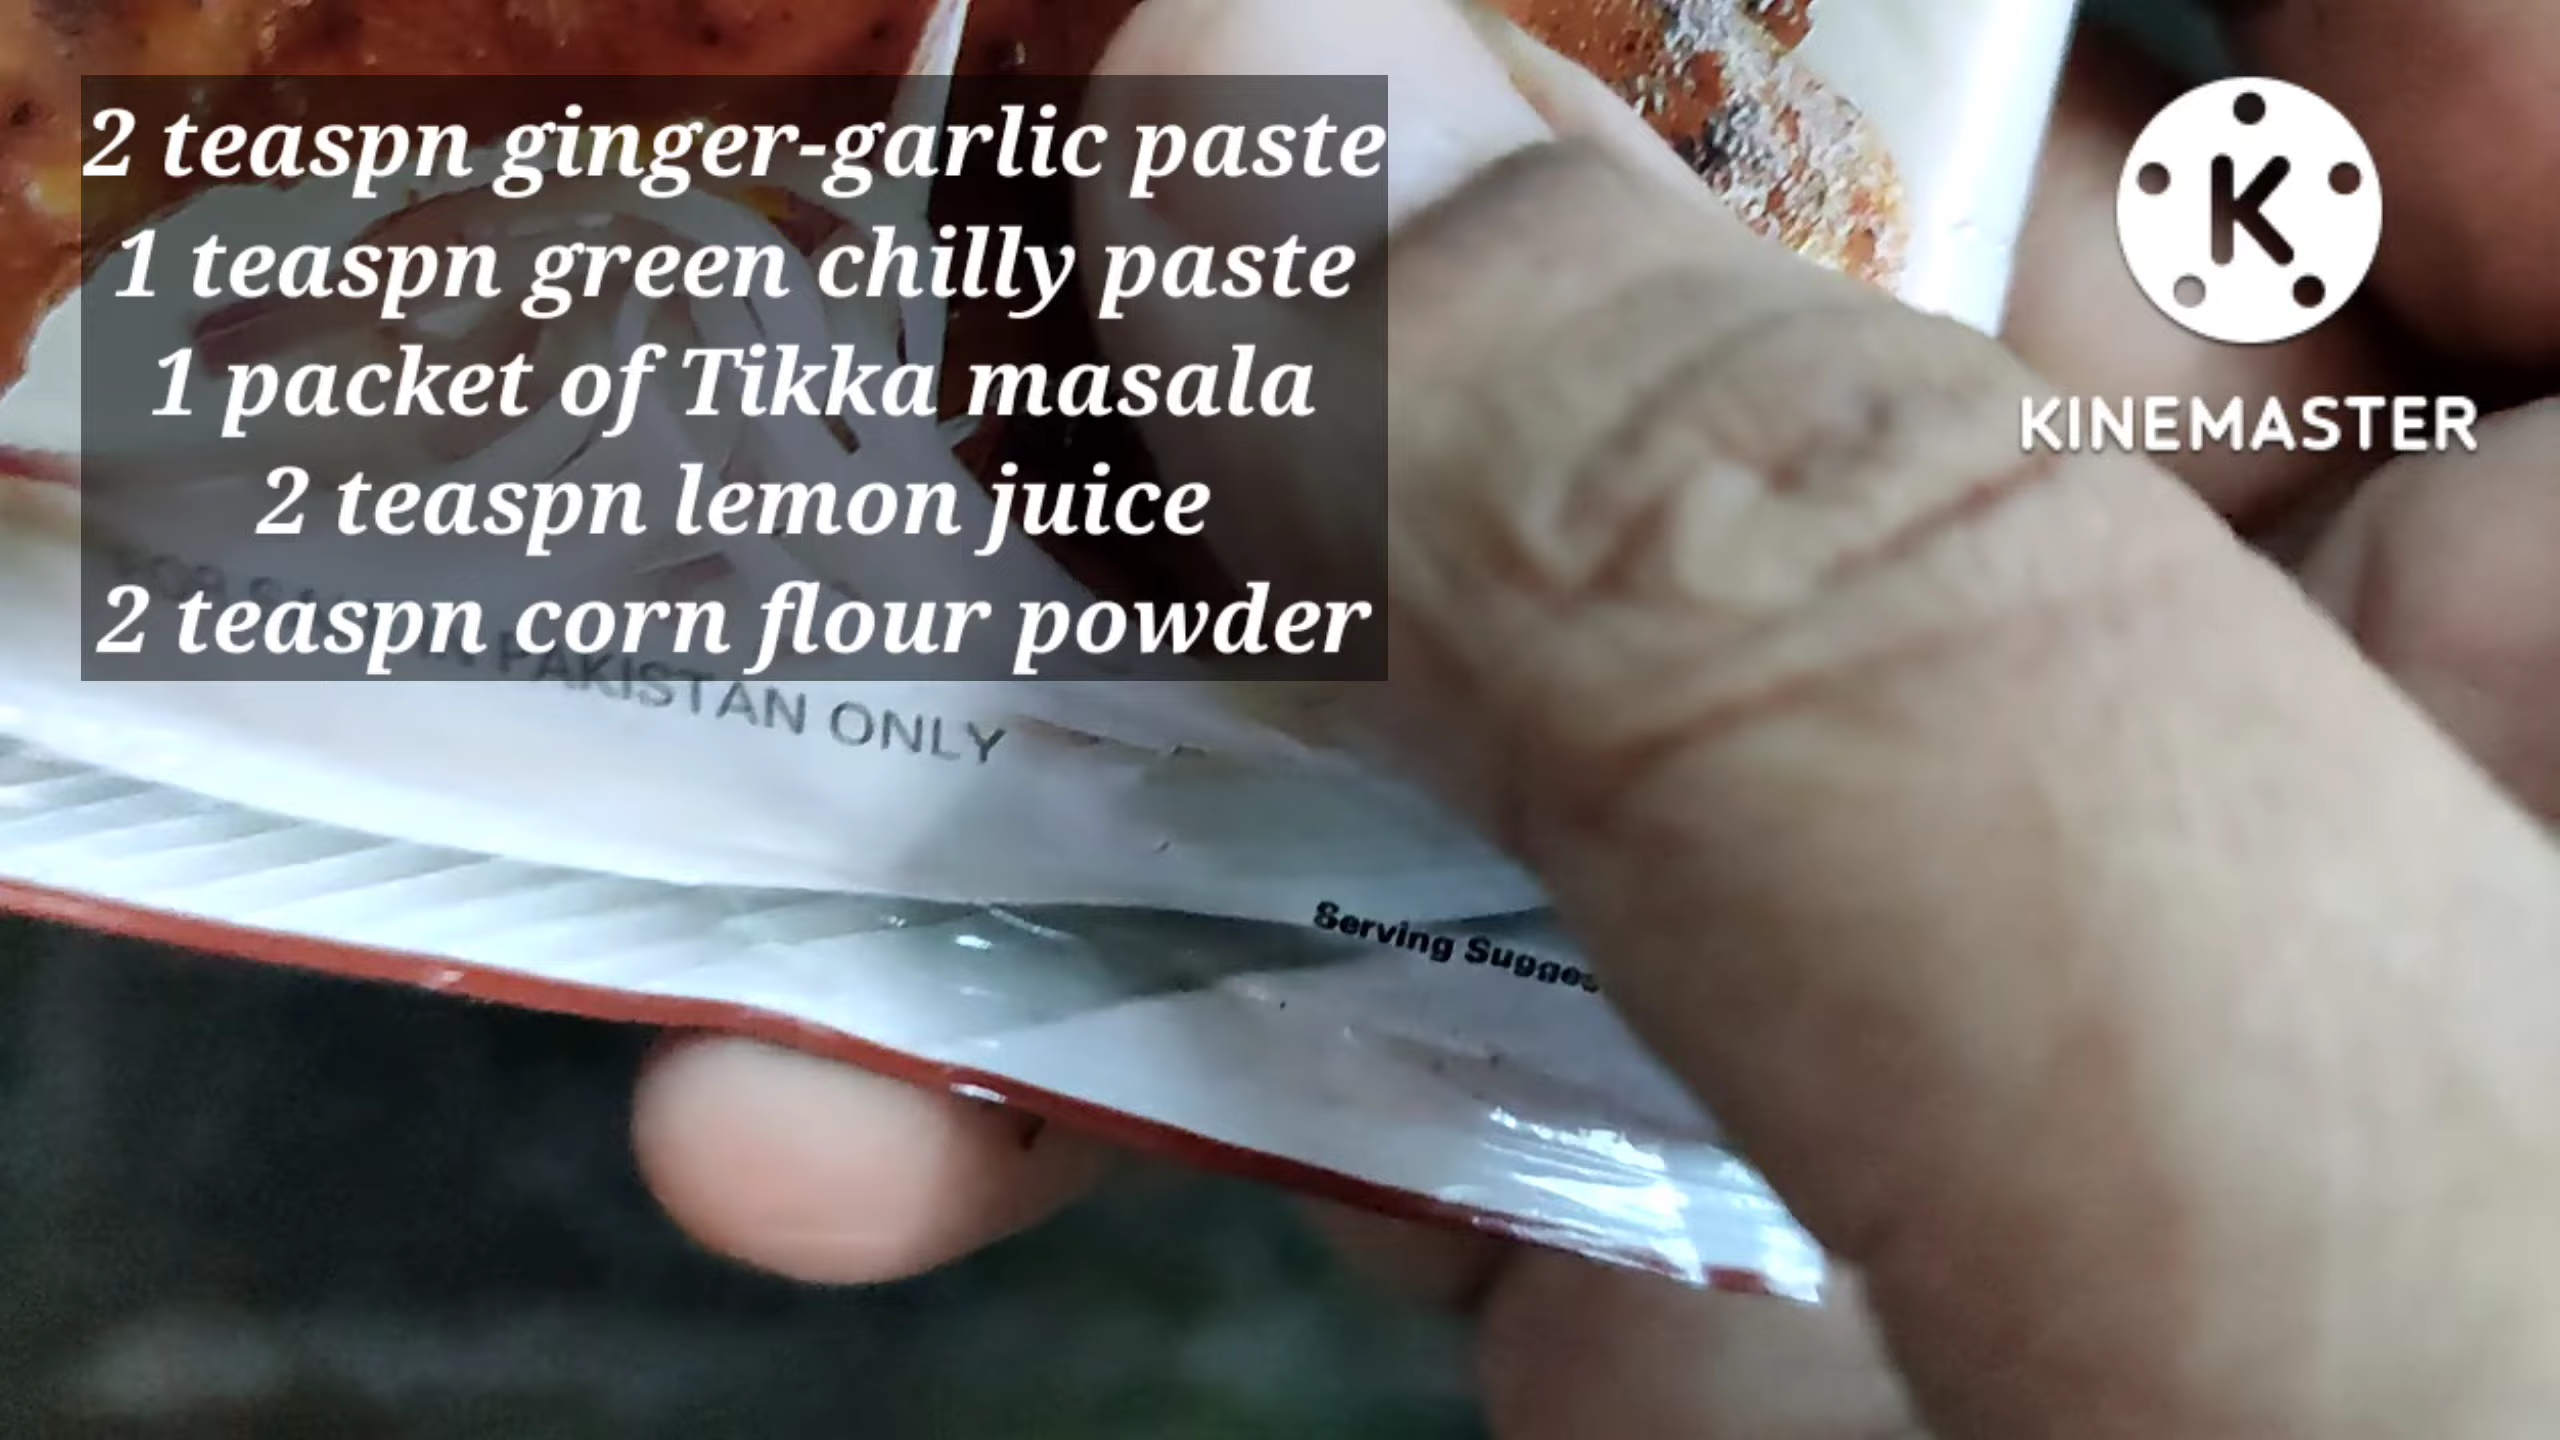 2 teaspn ginger-garlic paste
1 teaspn green chilly paste
1 packet of Tikka masala
2 teaspn lemon juice
2 teaspn corn flour powder
K
KINEMASTER
IN PAKISTAN ONLY
Serving